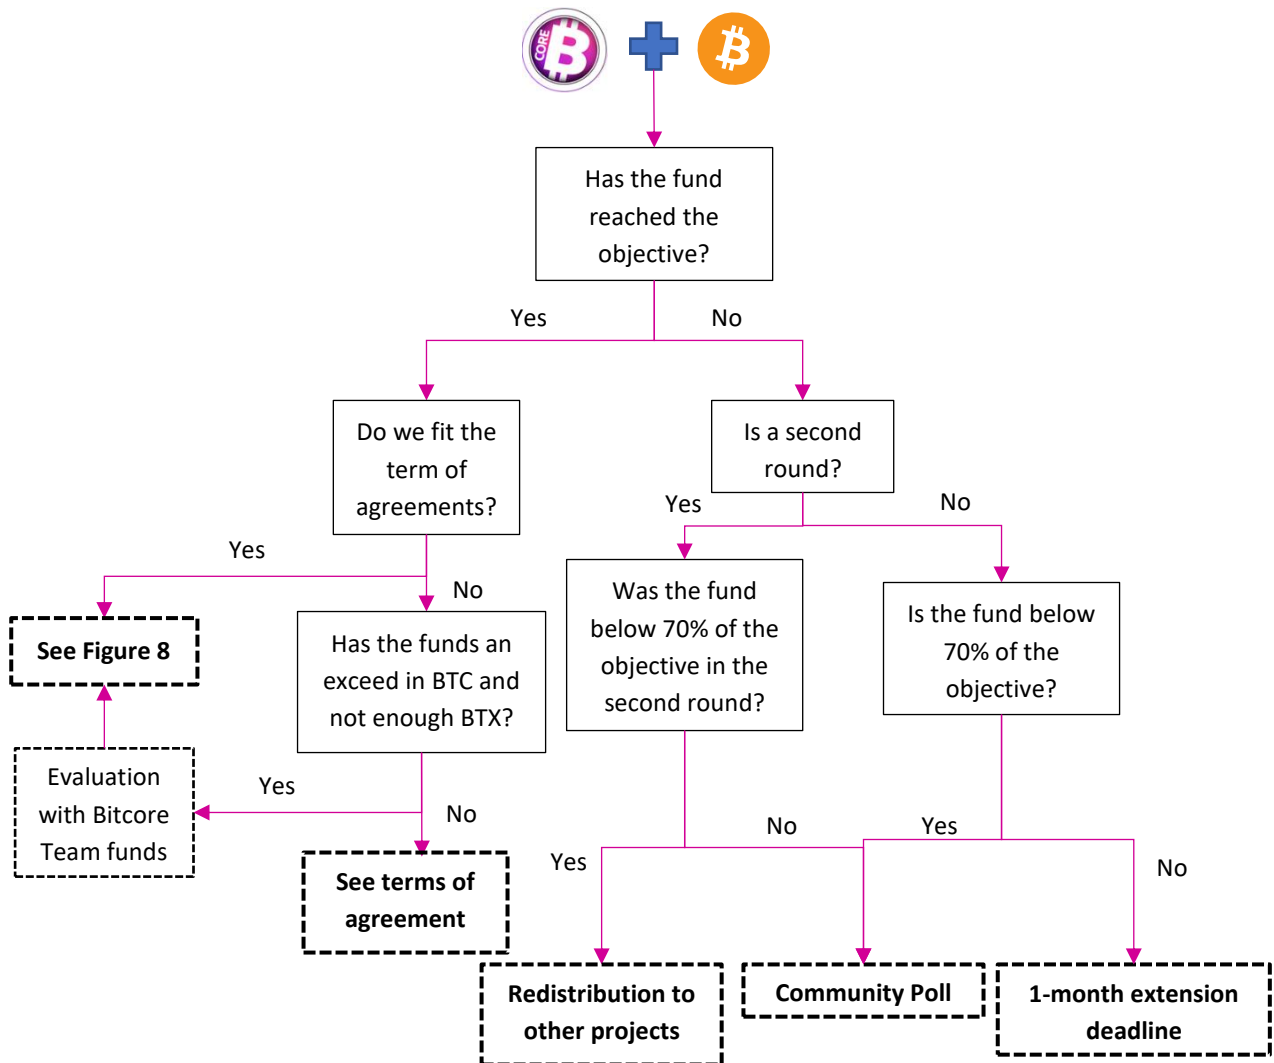 CORE
Has the fund
reached the
objective?
Yes
No
Do we fit the
term of
agreements?
Is a second
round?
Yes
No
Yes
No
Was the fund
below 70% of the
objective in the
second round?
Is the fund below
70% of the
objective?
See Figure 8
Has the funds an
exceed in BTC and
not enough BTX?
Evaluation
with Bitcore
Team funds
Yes
No
Yes
No
Yes
No
See terms of
agreement
Redistribution to
other projects
Community Poll
1-month extension
deadline